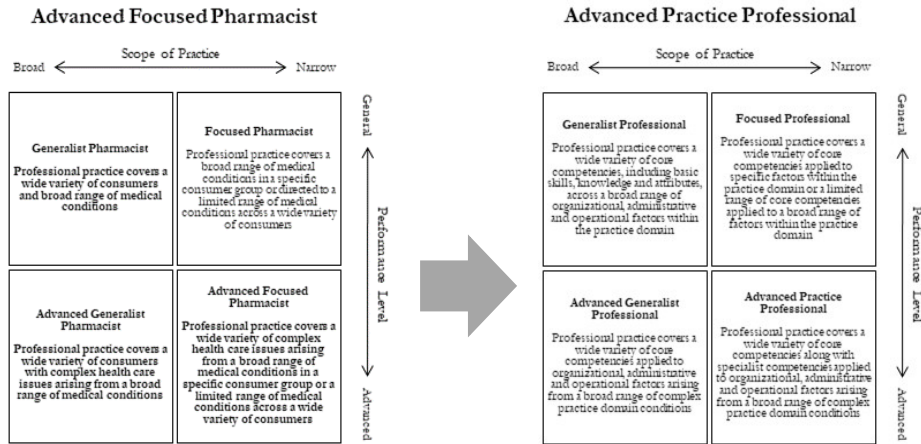 Advanced Focused Pharmacist
Scope of Practice
Broad
Narrow
Generalist Pharmacist
Professional practice covers a
wide variety of consumers
and broad range of medical
conditions
Focused Pharmacist
Professional practice covers a
broad range of medical
conditions in a specific
consumer group or directed to a
limited range of medical
conditions across a wide variety
of consumers
Advanced Generalist
Pharmacist
Professional practice covers a
wide variety of consumers
with complex health care
issues arising from a broad
range of medical conditions
Advanced Focused
Pharmacist
Professional practice covers a
wide variety of complex
health care issues arising
from a broad range of
medical conditions in a
specific consumer group or a
limited range of medical
conditions across a wide
variety of consumers
General
Performance Level
Advanced
Advanced Practice Professional
Scope of Practice
Broad
Narrow
Generalist Professional
Professional practice covers a
wide variety of core
competencies, including basic
skills, knowledge and attributes,
across a broad range of
organizational, administrative
and operational factors within
the practice domain
Focused Professional
Professional practice covers a
wide variety of core
competencies applied to
specific factors within the
practice domain or a limited
range of core competencies
applied to a broad range of
factors within the practice
domain
Advanced Generalist
Professional
Professional practice covers a
wide variety of core
competencies applied to
organizational, administrative
and operational factors arising
from a broad range of complex
practice domain conditions
Advanced Practice
Professional
Professional practice covers a
wide variety of core
competencies along with
specialist competencies applied
to organizational, administrative
and operational factors arising
from a broad range of complex
practice domain conditions
General
Performance Level
Advanced